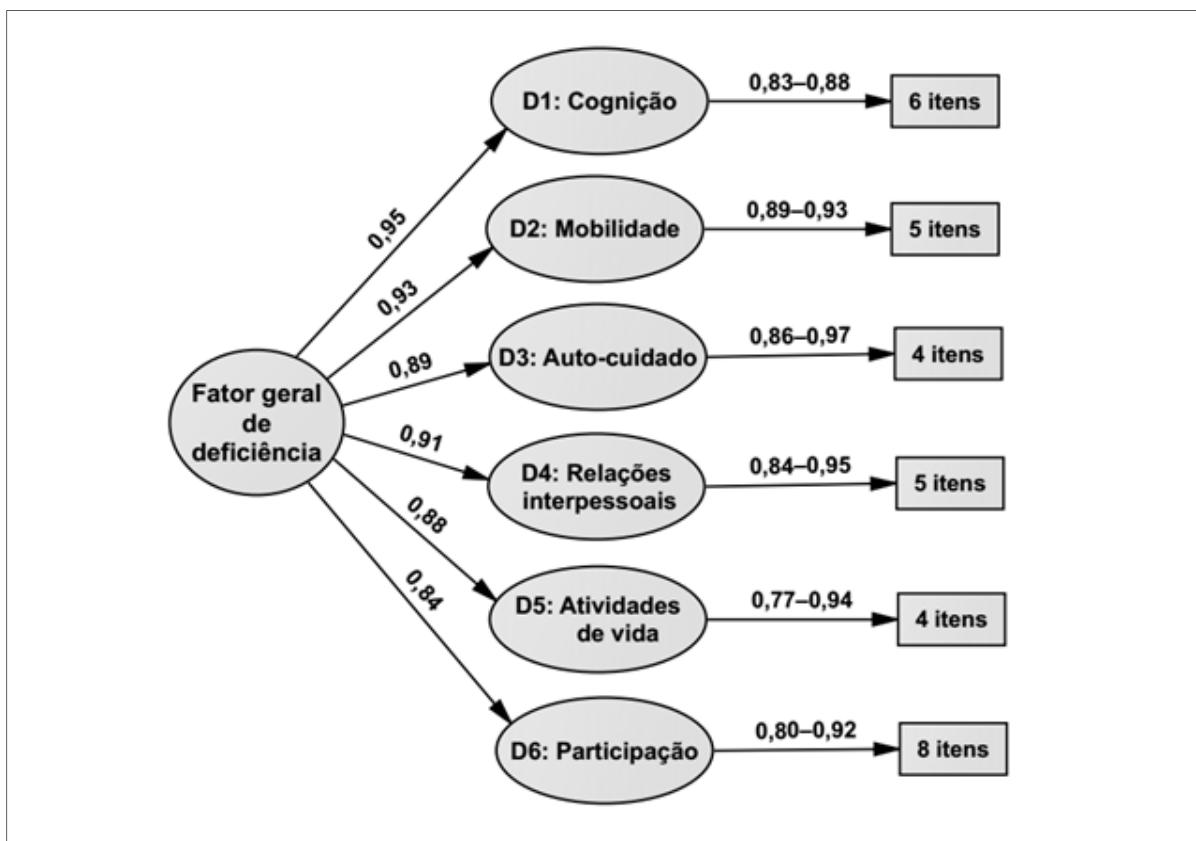 D1: Cognição
0,83–0,88
6 itens
0,95
D2: Mobilidade
0,89–0,93
5 itens
0,93
D3: Auto-cuidado
0,86–0,97
4 itens
0,89
Fator geral
de
deficiência
0,91
D4: Relações
interpessoais
0,84–0,95
5 itens
0,88
D5: Atividades
de vida
0,77–0,94
4 itens
0,84
D6: Participação
0,80–0,92
8 itens